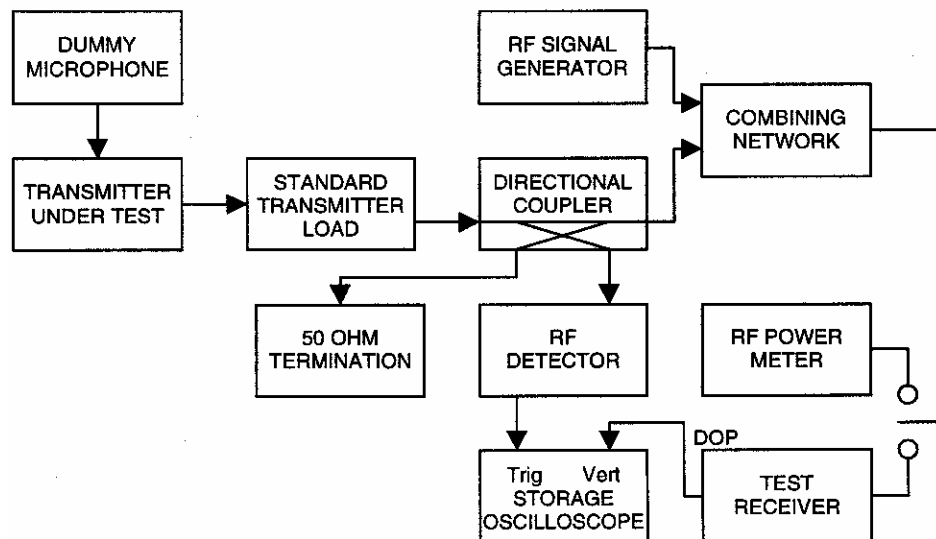 DUMMY
MICROPHONE
RF SIGNAL
GENERATOR
COMBINING
NETWORK
TRANSMITTER
UNDER TEST
STANDARD
TRANSMITTER
LOAD
DIRECTIONAL
COUPLER
50 OHM
TERMINATION
RF
DETECTOR
RF POWER
METER
DOP
Trig Vert
STORAGE
OSCILLOSCOPE
TEST
RECEIVER